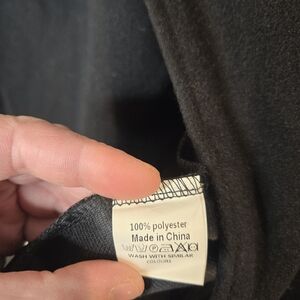 100% polyester
Made in China
WASH WITH SIMILAR
COLOURS